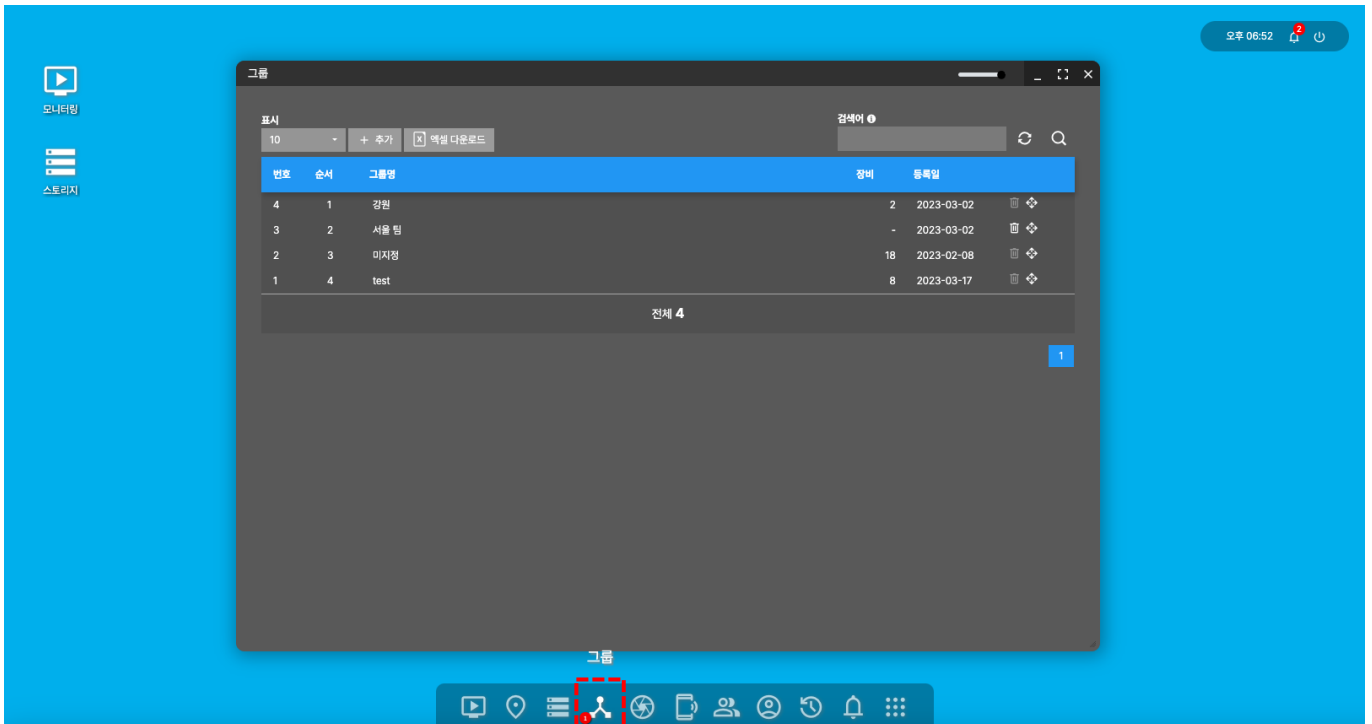 오후 06:52 2
모니터링
스토리지
그룹
표시
검색어
10
+ 추가
엑셀 다운로드
번호 순서 그룹명 장비 등록일
4 1 강원 2 2023-03-02
3 2 서울 팀 - 2023-03-02
2 3 미지정 18 2023-02-08
1 4 test 8 2023-03-17
전체 4
1
그룹
1